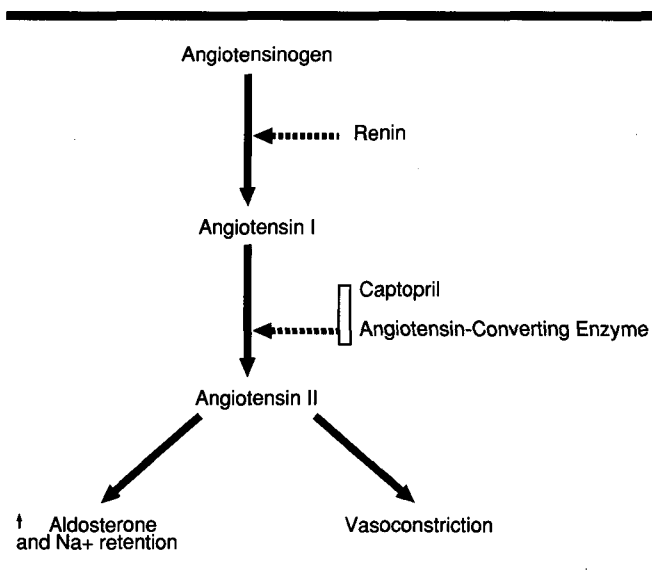 Angiotensinogen
Renin
Angiotensin I
Captopril
Angiotensin-Converting Enzyme
Angiotensin II
↑ Aldosterone
and Na+ retention
Vasoconstriction